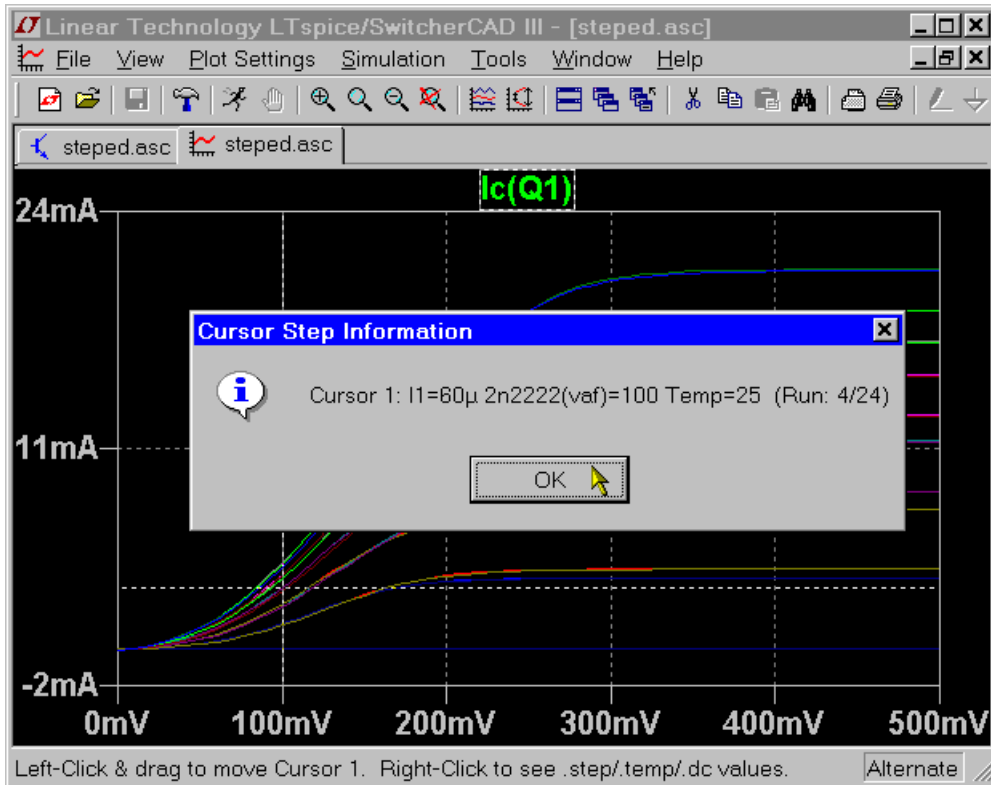 Linear Technology LTspice/SwitcherCAD III - [steped.asc]
File View Plot Settings Simulation Tools Window Help
steped.asc steped.asc
Ic(Q1)
24mA
Cursor Step Information
Cursor 1: I1=60μ 2n2222(vaf)=100 Temp=25 (Run: 4/24)
11mA
OK
-2mA
0mV 100mV 200mV 300mV 400mV 500mV
Left-Click & drag to move Cursor 1. Right-Click to see .step/.temp/.dc values. Alternate